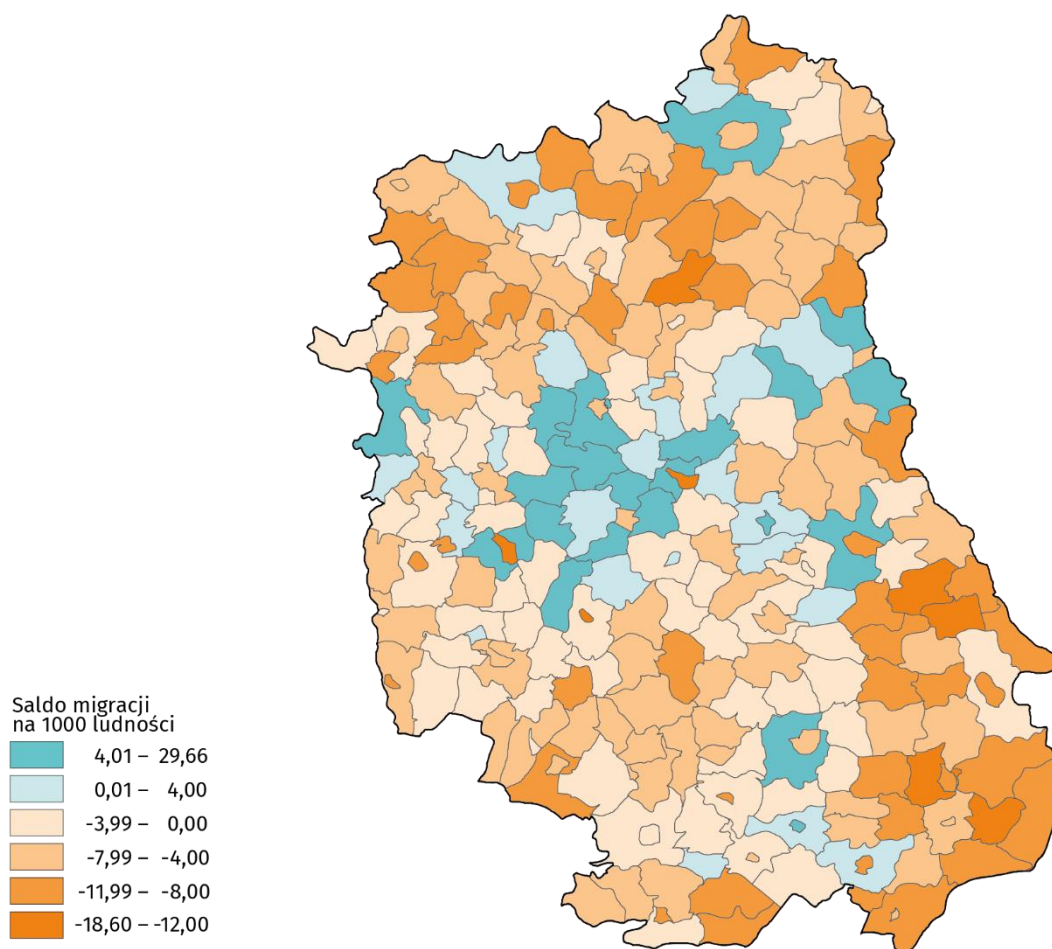 Saldo migracji
na 1000 ludności
4,01 – 29,66
0,01 – 4,00
-3,99 – 0,00
-7,99 – -4,00
-11,99 – -8,00
-18,60 – -12,00